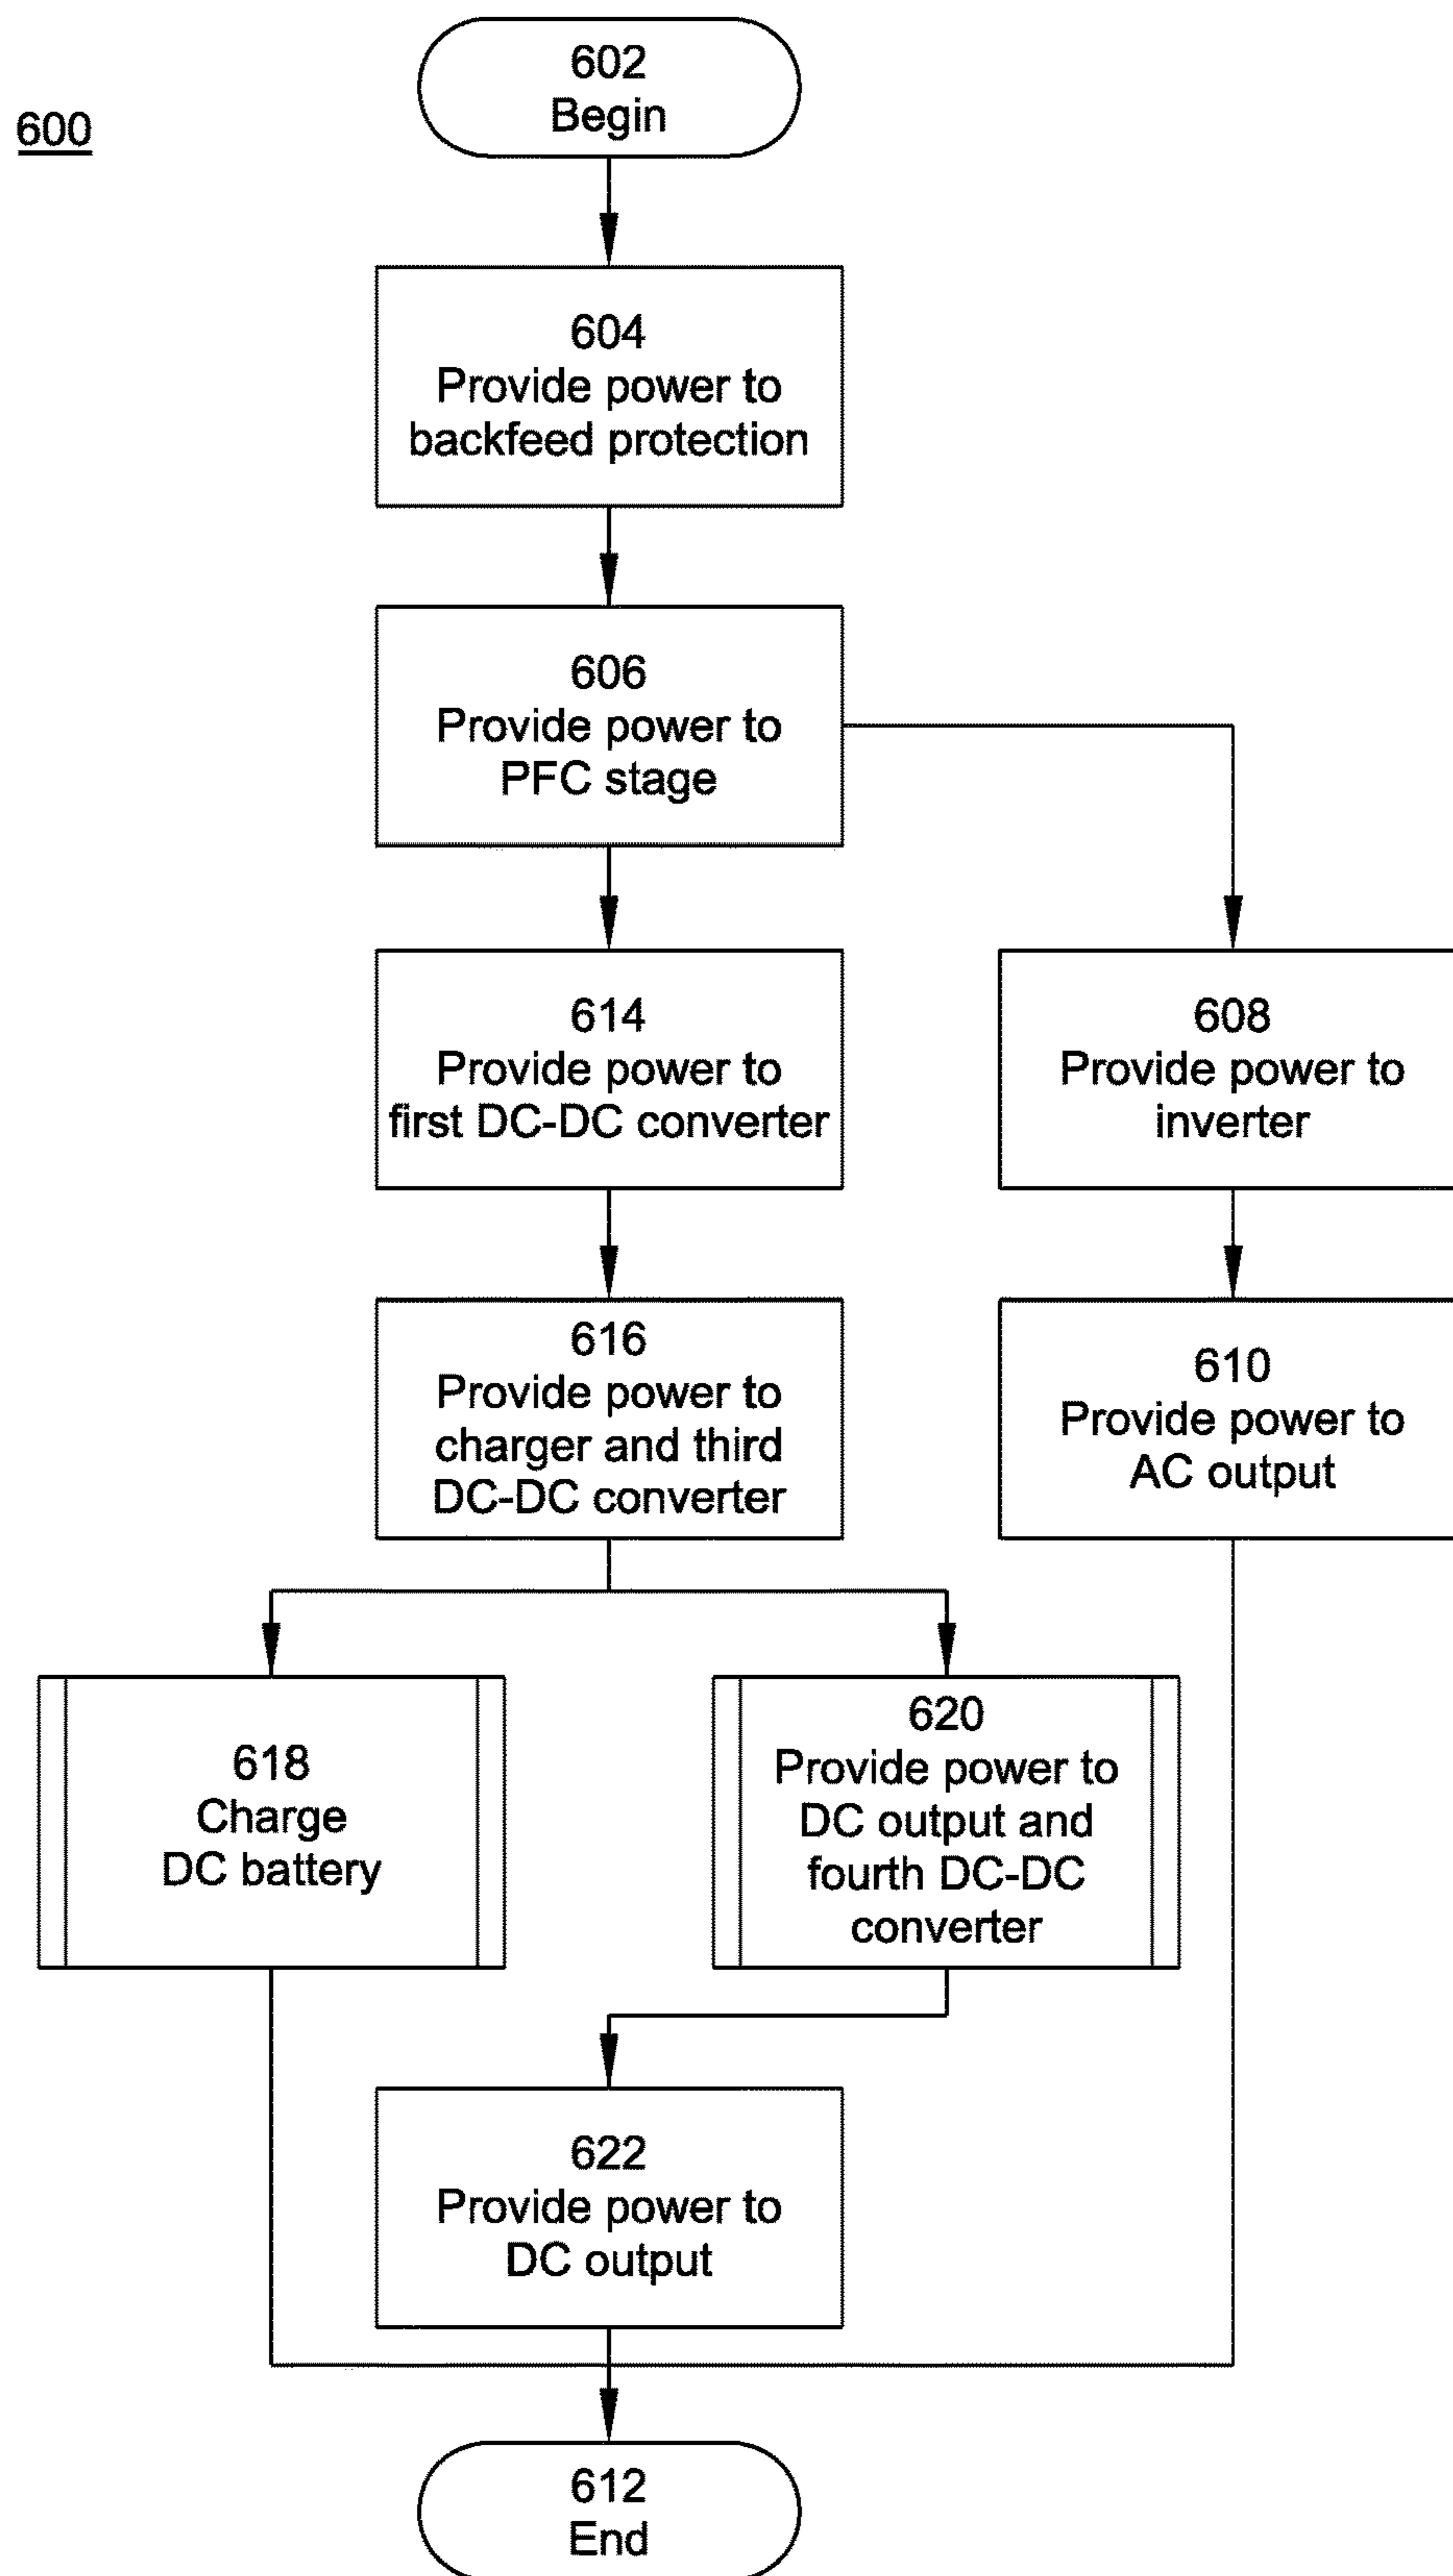 602
Begin
600
604
Provide power to
backfeed protection
606
Provide power to
PFC stage
614
Provide power to
first DC-DC converter
608
Provide power to
inverter
616
Provide power to
charger and third
DC-DC converter
610
Provide power to
AC output
618
Charge
DC battery
620
Provide power to
DC output and
fourth DC-DC
converter
622
Provide power to
DC output
612
End